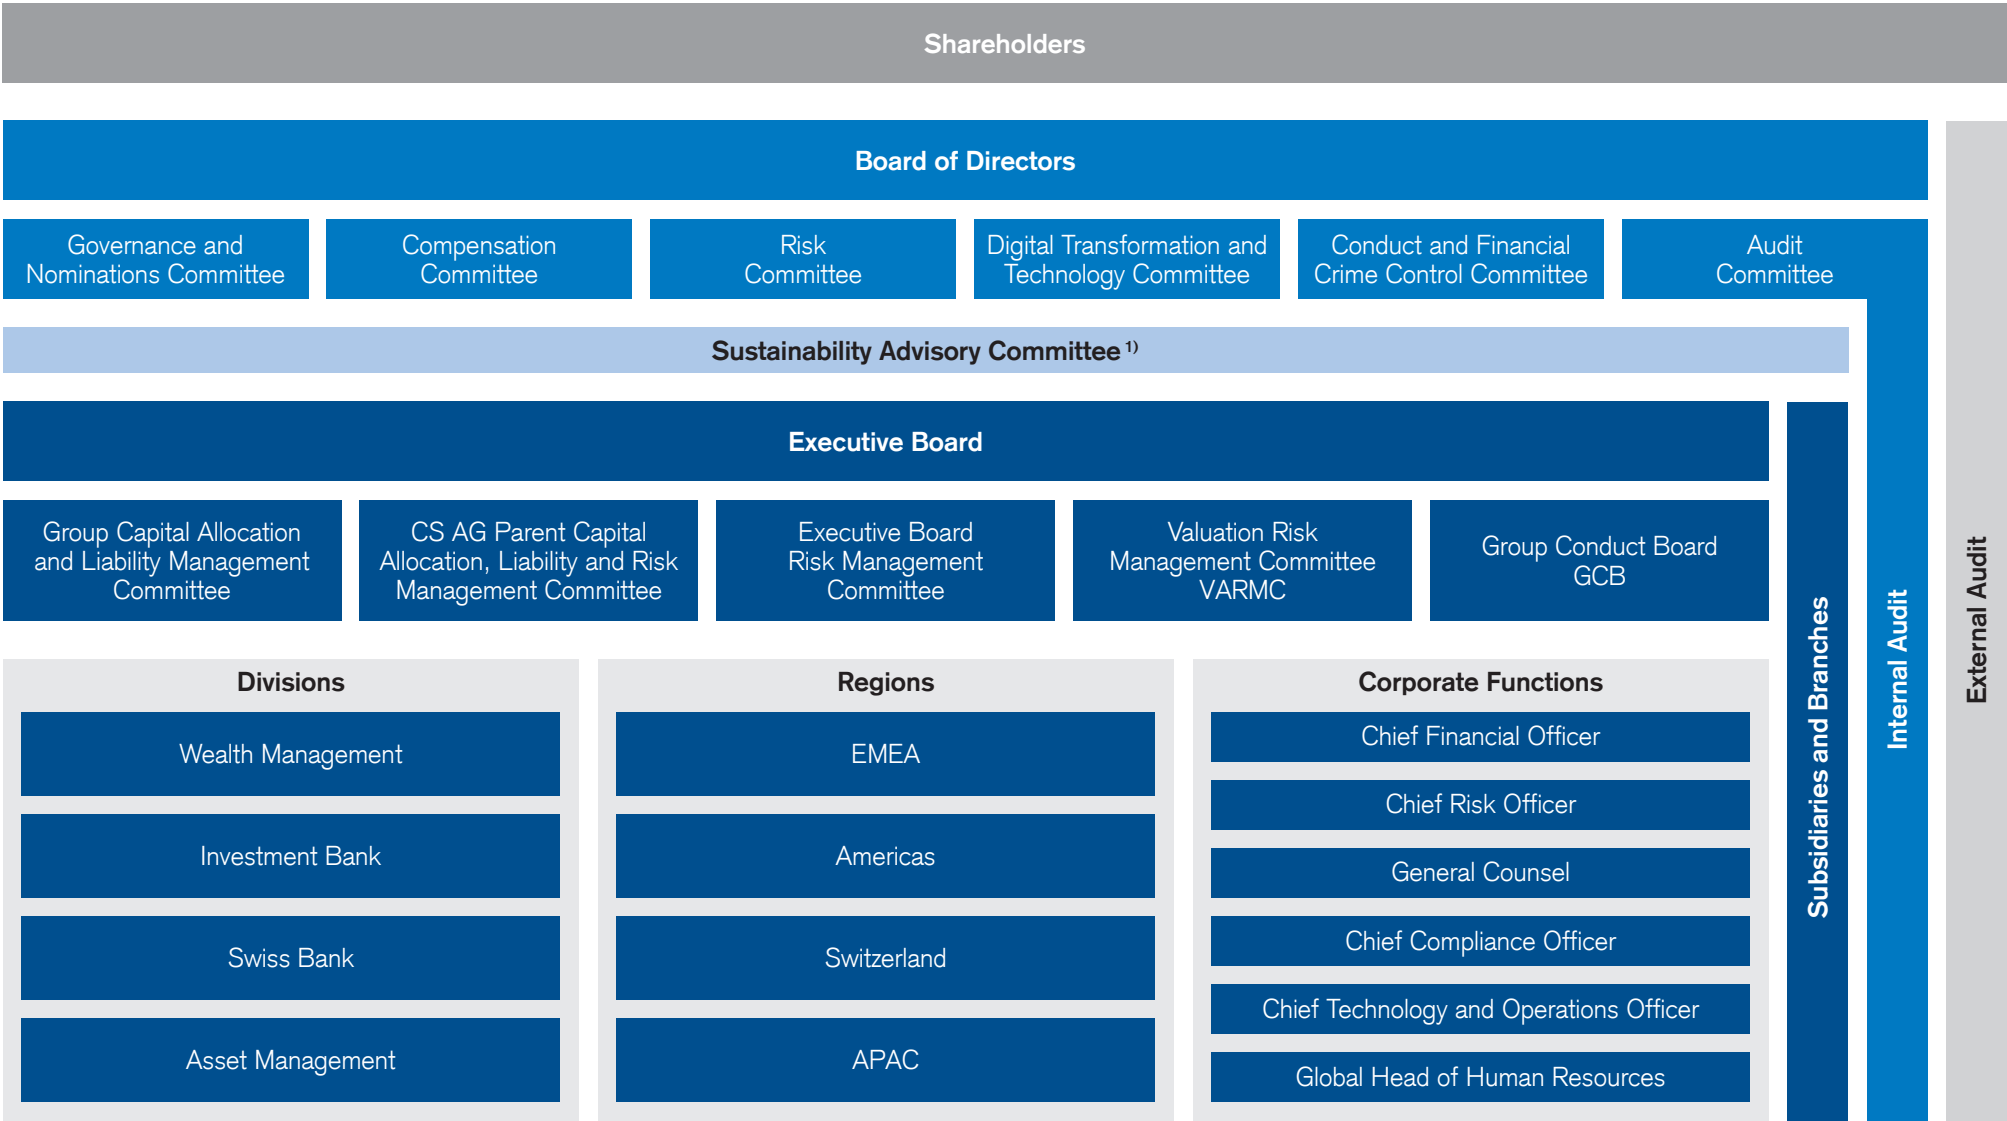 Shareholders
Board of Directors
Governance and
Nominations Committee
Compensation
Committee
Risk
Committee
Digital Transformation and
Technology Committee
Conduct and Financial
Crime Control Committee
Audit
Committee
Sustainability Advisory Committee 1)
Executive Board
Group Capital Allocation
and Liability Management
Committee
CS AG Parent Capital
Allocation, Liability and Risk
Management Committee
Executive Board
Risk Management
Committee
Valuation Risk
Management Committee
VARMC
Group Conduct Board
GCB
Divisions
Wealth Management
Investment Bank
Swiss Bank
Asset Management
Regions
EMEA
Americas
Switzerland
APAC
Corporate Functions
Chief Financial Officer
Chief Risk Officer
General Counsel
Chief Compliance Officer
Chief Technology and Operations Officer
Global Head of Human Resources
Subsidiaries and Branches
Internal Audit
External Audit